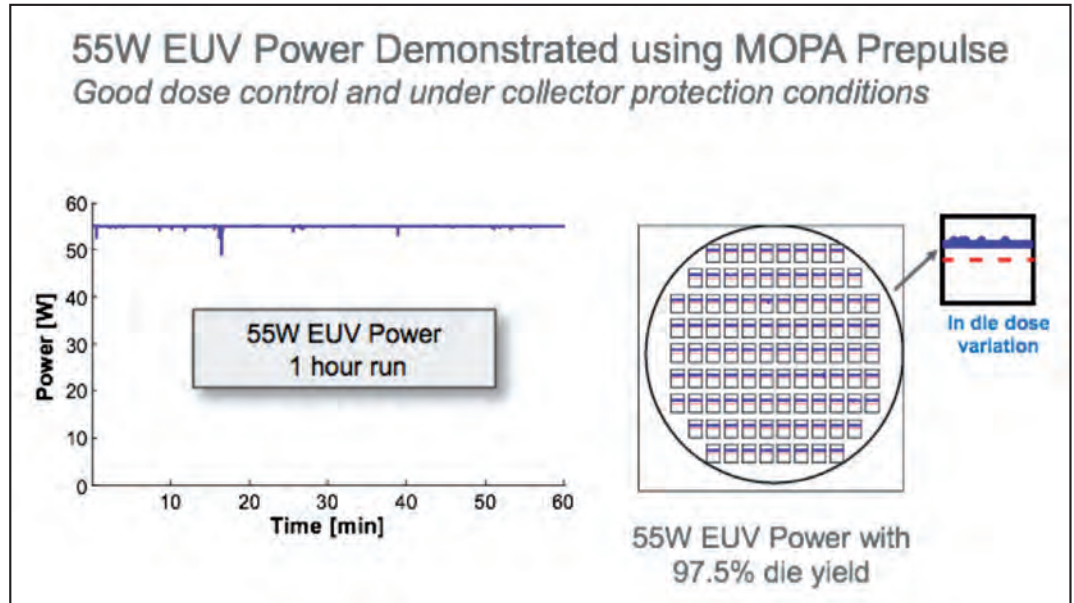 55W EUV Power Demonstrated using MOPA Prepulse
Good dose control and under collector protection conditions
60
50
40
30
20
10
0
Power [W]
55W EUV Power
1 hour run
10 20 30 40 50 60
Time [min]
In die dose
variation
55W EUV Power with
97.5% die yield